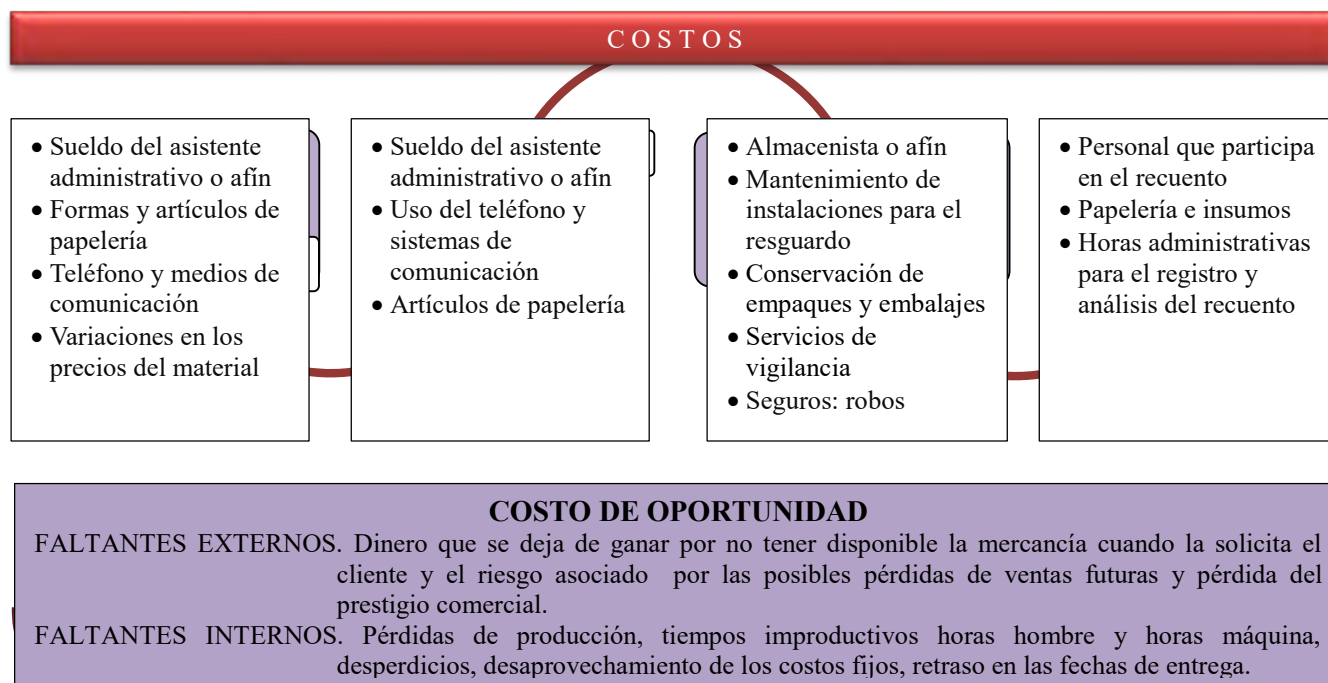 COSTOS
• Sueldo del asistente
administrativo o afín
• Formas y artículos de
papelería
• Teléfono y medios de
comunicación
• Variaciones en los
precios del material
• Sueldo del asistente
administrativo o afín
• Uso del teléfono y
sistemas de
comunicación
• Artículos de papelería
• Almacenista o afín
• Mantenimiento de
instalaciones para el
resguardo
• Conservación de
empaques y embalajes
• Servicios de
vigilancia
• Seguros: robos
• Personal que participa
en el recuento
• Papelería e insumos
• Horas administrativas
para el registro y
análisis del recuento
COSTO DE OPORTUNIDAD
FALTANTES EXTERNOS. Dinero que se deja de ganar por no tener disponible la mercancía cuando la solicita el
cliente y el riesgo asociado por las posibles pérdidas de ventas futuras y pérdida del
prestigio comercial.
FALTANTES INTERNOS. Pérdidas de producción, tiempos improductivos horas hombre y horas máquina,
desperdicios, desaprovechamiento de los costos fijos, retraso en las fechas de entrega.